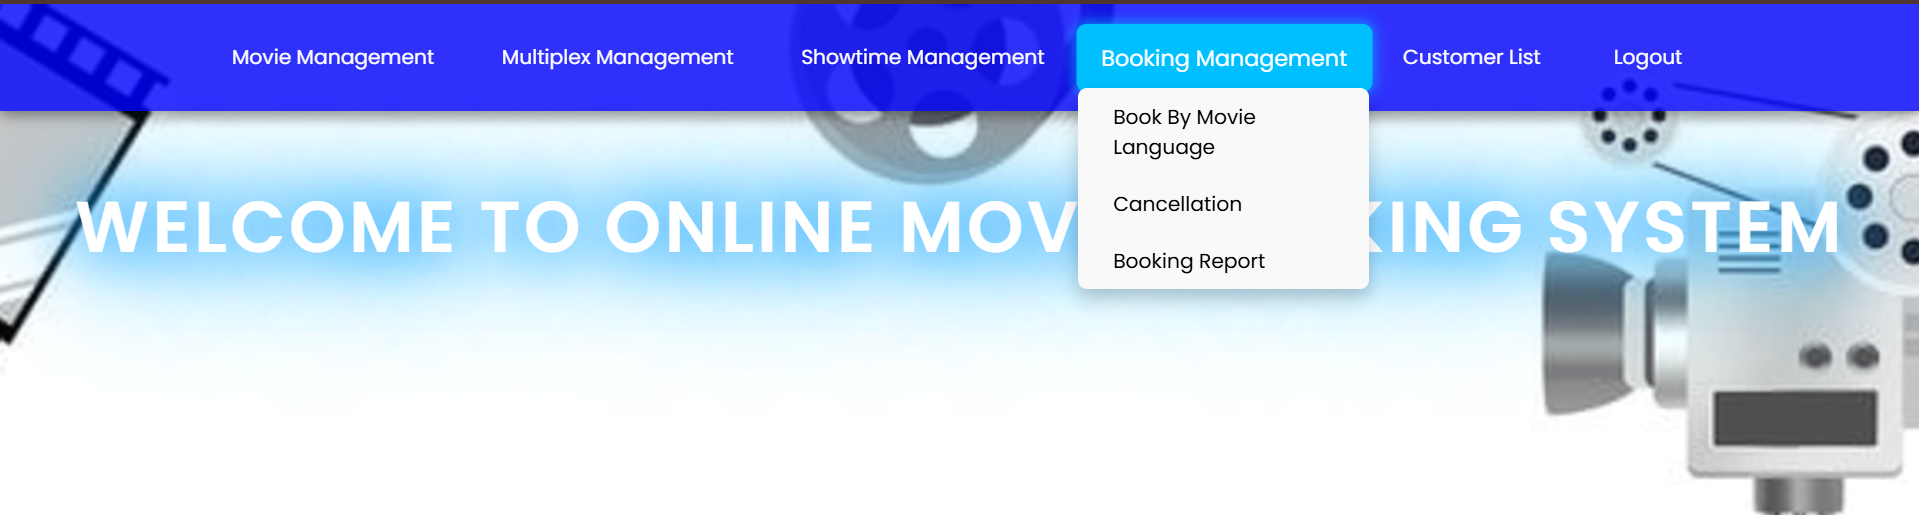 Movie Management Multiplex Management Showtime Management Booking Management Customer List Logout
Book By Movie
Language
Cancellation
Booking Report
WELCOME TO ONLINE MOV KING SYSTEM